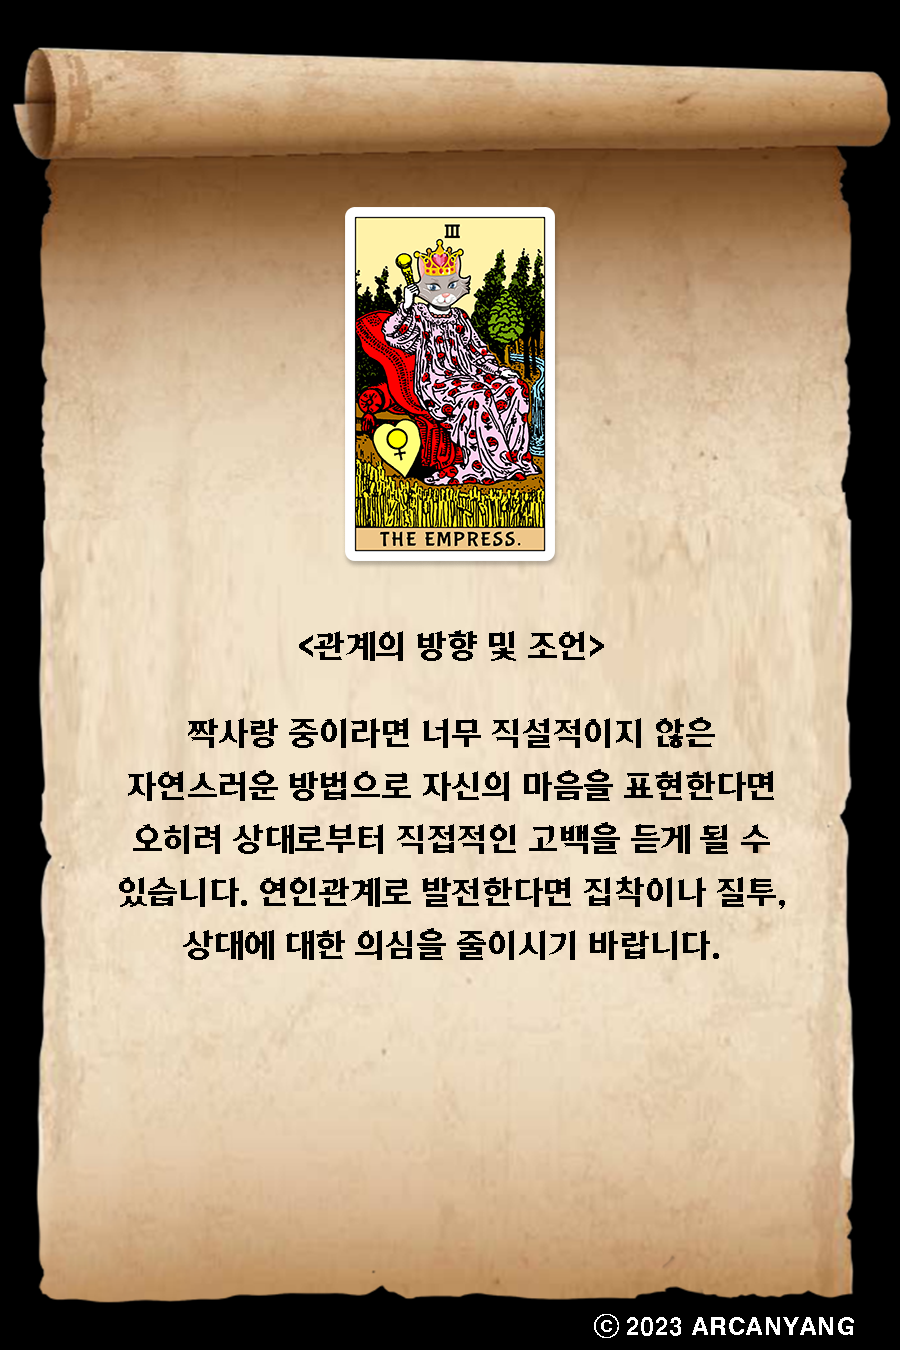 III
THE EMPRESS.
<관계의 방향 및 조언>
짝사랑 중이라면 너무 직설적이지 않은
자연스러운 방법으로 자신의 마음을 표현한다면
오히려 상대로부터 직접적인 고백을 듣게 될 수
있습니다. 연인관계로 발전한다면 집착이나 질투,
상대에 대한 의심을 줄이시기 바랍니다.
ⓒ 2023 ARCANYANG